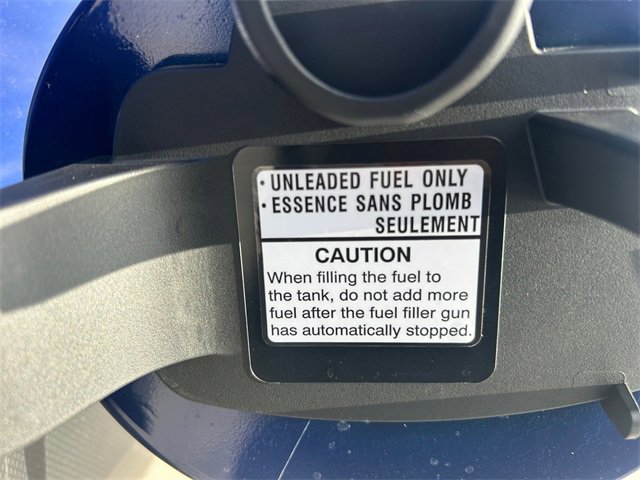 · UNLEADED FUEL ONLY
· ESSENCE SANS PLOMB
SEULEMENT
CAUTION
When filling the fuel to
the tank, do not add more
fuel after the fuel filler gun
has automatically stopped.